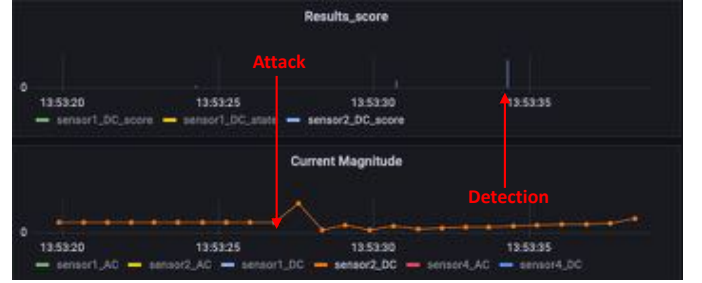 Results_score
Attack
0
13:53:20 13:53:25 13:53:30 13:53:35
sensor1_DC_score sensor1_DC_state sensor2_DC_score
Current Magnitude
Detection
0
13:53:20 13:53:25 13:53:30 13:53:35
sensor1_AC sensor2_AC sensor1_DC sensor2_DC sensor4_AC sensor4_DC